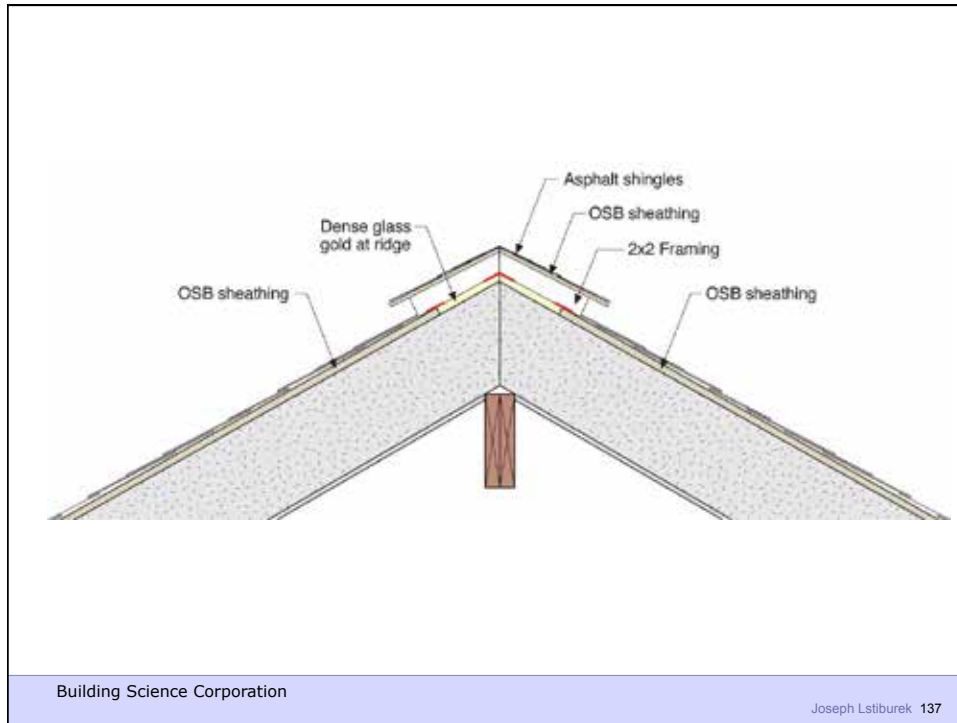 Asphalt shingles
OSB sheathing
Dense glass
gold at ridge
2x2 Framing
OSB sheathing
OSB sheathing
Building Science Corporation
Joseph Lstiburek 137